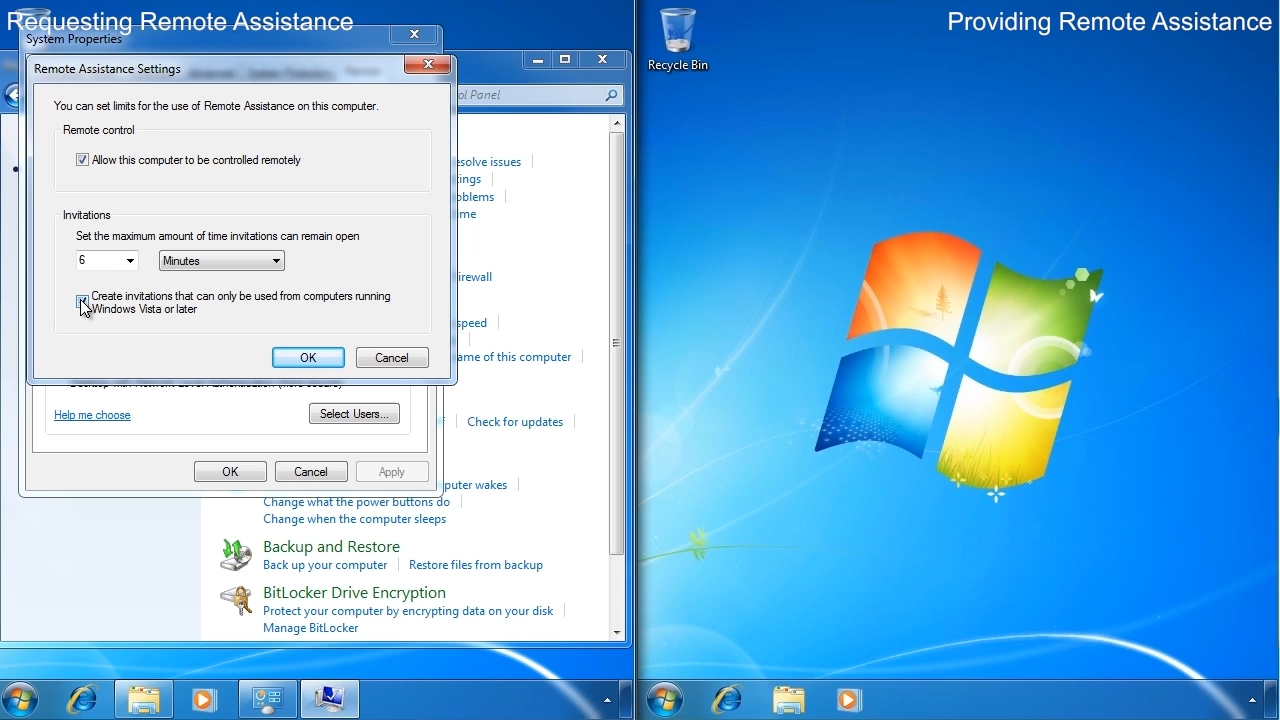 Requesting Remote Assistance
Providing Remote Assistance
System Properties
Recycle Bin
Remote Assistance Settings
ol Panel
You can set limits for the use of Remote Assistance on this computer.
Remote control
Allow this computer to be controlled remotely
esolve issues
tings
oblems
me
Invitations
Set the maximum amount of time invitations can remain open
6
Minutes
irewall
Create invitations that can only be used from computers running
Windows Vista or later
speed
OK
Cancel
ame of this computer
Help me choose
Select Users...
Check for updates
OK
Cancel
Apply
puter wakes
Change what the power buttons do
Change when the computer sleeps
Backup and Restore
Back up your computer
Restore files from backup
BitLocker Drive Encryption
Protect your computer by encrypting data on your disk
Manage BitLocker